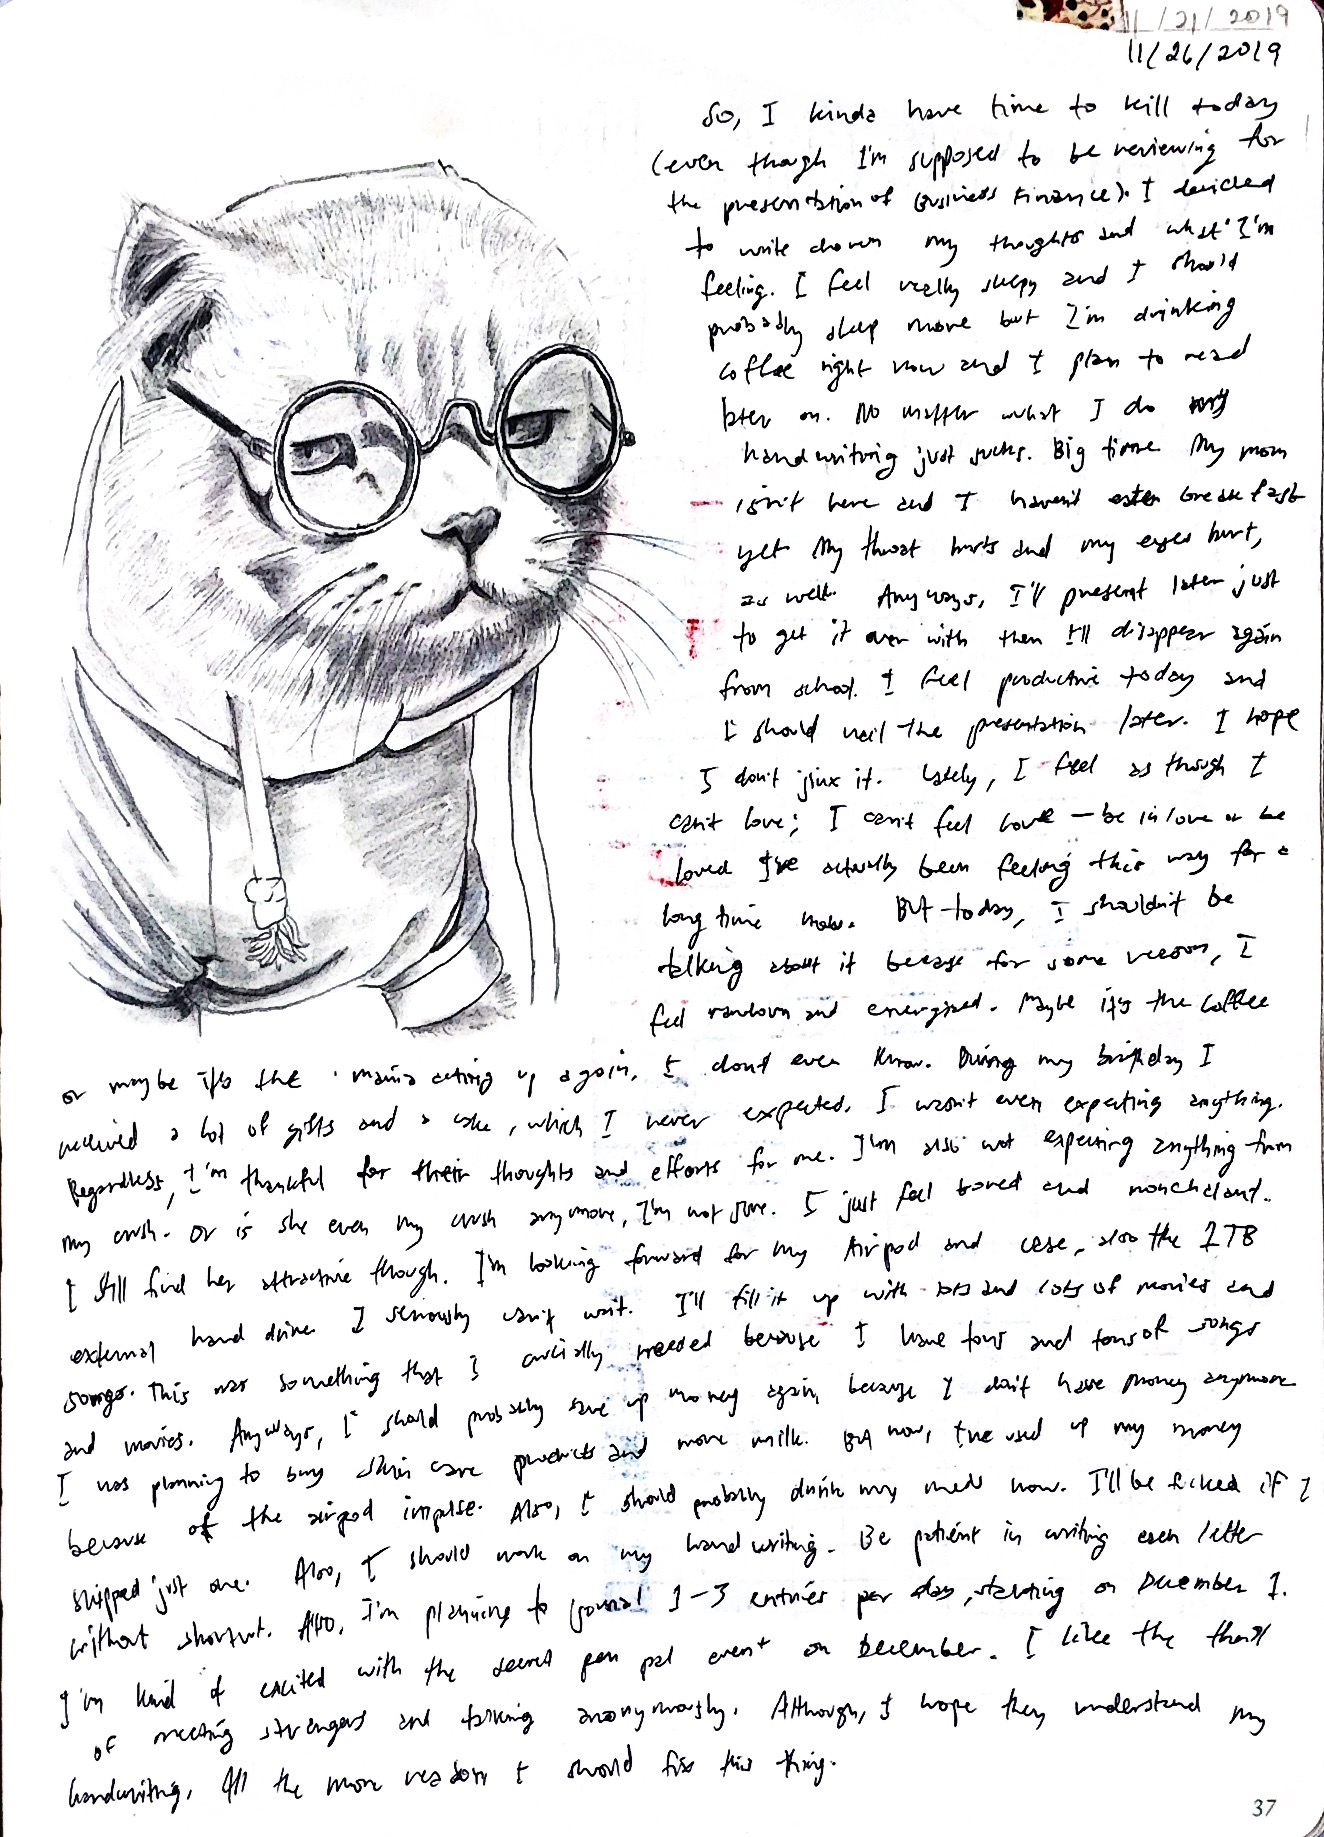 11/21/2019
11/26/2019
So, I kinda have time to kill today
(even though I'm supposed to be reviewing for
the presentation of Business Finance). I decided
to write down my thoughts and what I'm
feeling. I feel really sleepy and I should
probably sleep more but I'm drinking
coffee right now and I plan to read
later on. No matter what I do my
handwriting just sucks. Big time. My mom
isn't here and I haven't eaten breakfast
yet. My throat hurts and my eyes hurt,
as well. Anyways, I'll present later just
to get it over with then I'll disappear again
from school. I feel productive today and
I should nail the presentation later. I hope
I don't jinx it. Lately, I feel as though I
can't love; I can't feel love — be in love or be
loved. I've actually been feeling this way for a
long time now. But today, I shouldn't be
talking about it because for some reason, I
feel random and energized. Maybe it's the coffee
or maybe it's the mania acting up again, I don't even know. During my birthday I
received a lot of gifts and a cake, which I never expected. I wasn't even expecting anything.
Regardless, I'm thankful for their thoughts and efforts for me. I'm also not expecting anything from
my crush. Or is she even my crush anymore, I'm not sure. I just feel bored and nonchalant.
I still find her attractive though. I'm looking forward for my Airpod and case, also the 1TB
external hard drive. I seriously can't wait. I'll fill it up with lots and lots of movies and
songs. This was something that I crucially needed because I have tons and tons of songs
and movies. Anyways, I should probably save up money again, because I don't have money anymore
I was planning to buy skin care products and more milk. But now, I've used up my money
because of the airpod impulse. Also, I should probably drink my meds now. I'll be fcked if I
skipped just one. Also, I should work on my handwriting. Be patient in writing each letter
without shortcut. Also, I'm planning to journal 1-3 entries per day, starting on December 1.
I'm kind of excited with the secret pen pal event on December. I like the thrill
of meeting strangers and talking anonymously. Although, I hope they understand my
handwriting. All the more reason I should fix this thing.
37